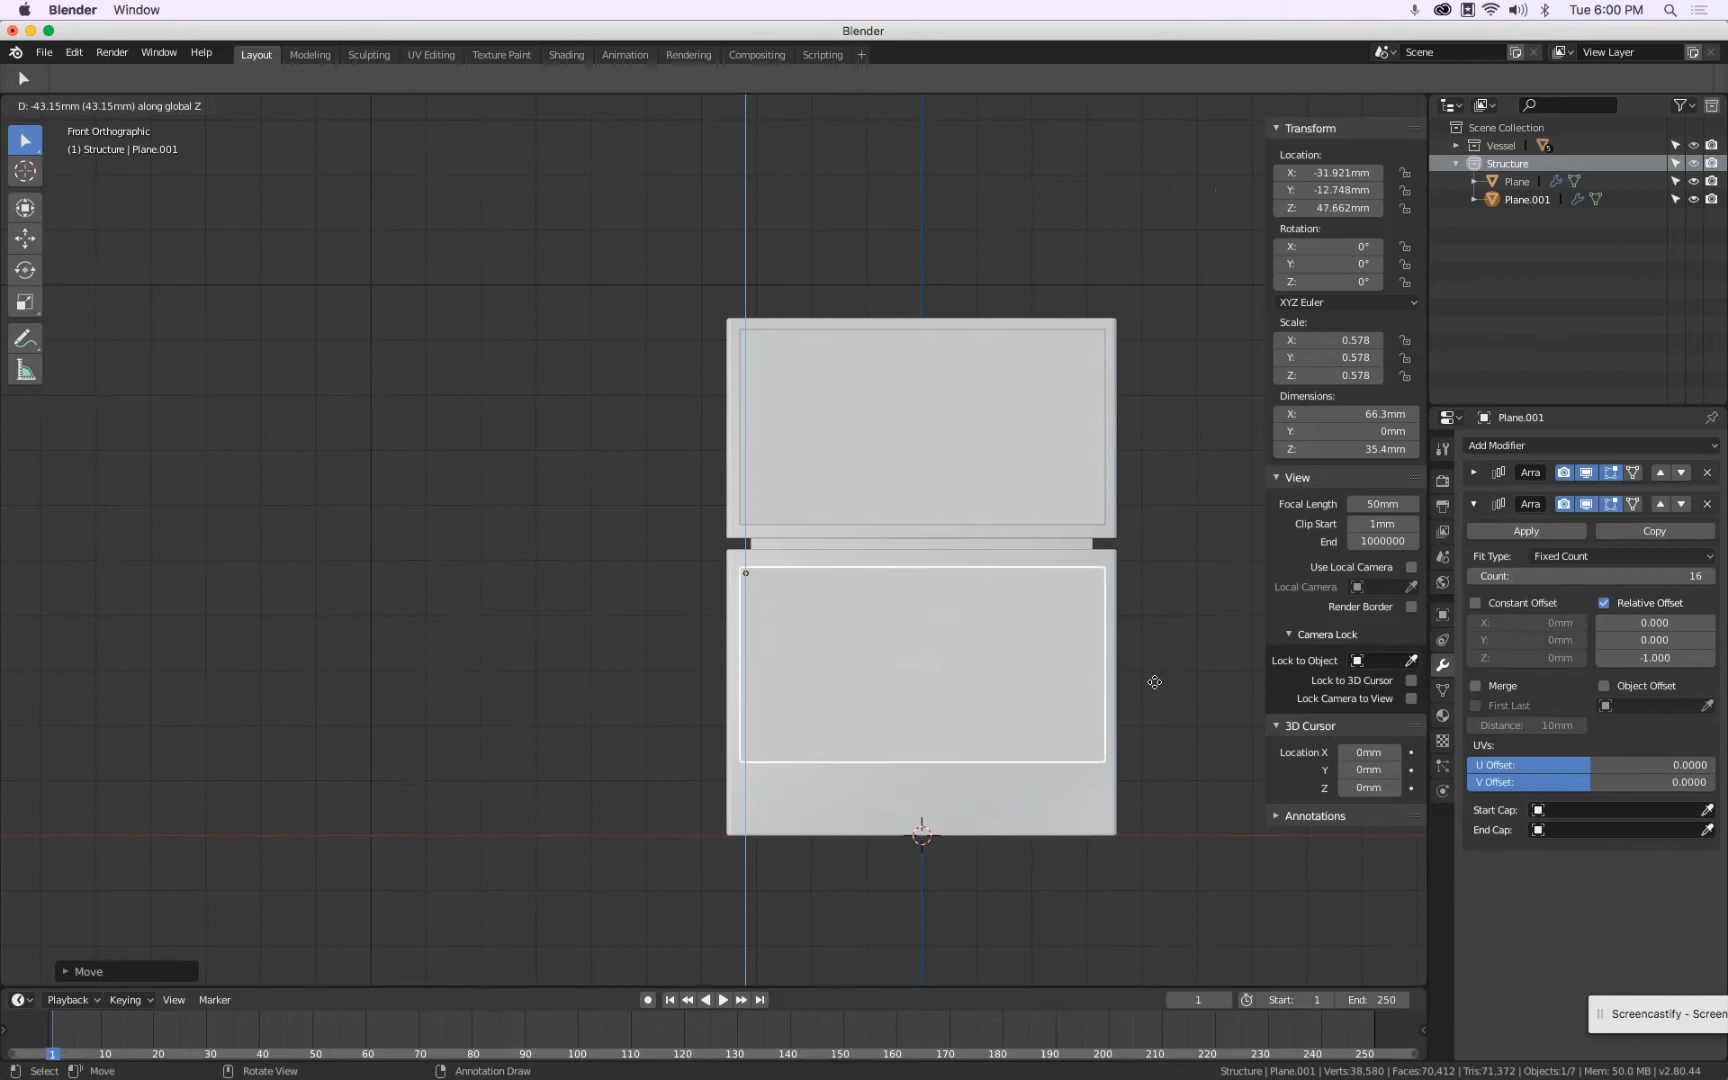 Blender Window Tue 6:00 PM
Blender
File Edit Render Window Help Layout Modeling Sculpting UV Editing Texture Paint Shading Animation Rendering Compositing Scripting + Scene View Layer
D: -43.15mm (43.15mm) along global Z
Front Orthographic
(1) Structure | Plane.001
Transform
Location:
X: -31.921mm
Y: -12.748mm
Z: 47.662mm
Rotation:
X: 0°
Y: 0°
Z: 0°
XYZ Euler
Scale:
X: 0.578
Y: 0.578
Z: 0.578
Dimensions:
X: 66.3mm
Y: 0mm
Z: 35.4mm
View
Focal Length 50mm
Clip Start 1mm
End 1000000
Use Local Camera
Local Camera
Render Border
Camera Lock
Lock to Object
Lock to 3D Cursor
Lock Camera to View
3D Cursor
Location X 0mm
Y 0mm
Z 0mm
Annotations
Scene Collection
Vessel 5
Structure
Plane
Plane.001
Plane.001
Add Modifier
Arra
Arra
Apply Copy
Fit Type: Fixed Count
Count: 16
Constant Offset Relative Offset
X: 0mm 0.000
Y: 0mm 0.000
Z: 0mm -1.000
Merge Object Offset
First Last
Distance: 10mm
UVs:
U Offset: 0.0000
V Offset: 0.0000
Start Cap:
End Cap:
Move
Playback Keying View Marker 1 Start: 1 End: 250
Screencastify - Screen
1 10 20 30 40 50 60 70 80 90 100 110 120 130 140 150 160 170 180 190 200 210 220 230 240 250
Select Move Rotate View Annotation Draw Structure | Plane.001 | Verts:38,580 | Faces:70,412 | Tris:71,372 | Objects:1/7 | Mem: 50.0 MB | v2.80.44